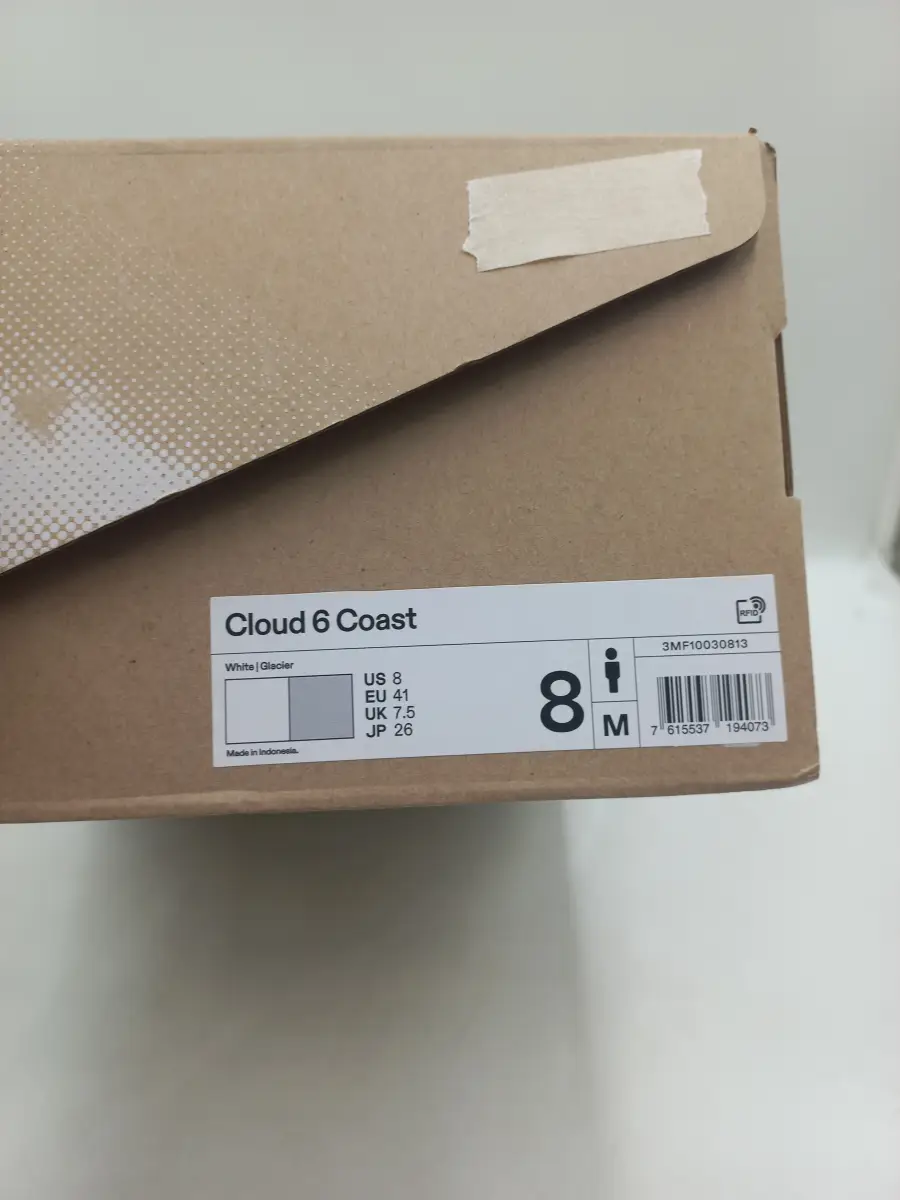 Cloud 6 Coast
RFID
White | Glacier
US 8
EU 41
UK 7.5
JP 26
Made in Indonesia.
8
M
3MF10030813
7 615537 194073